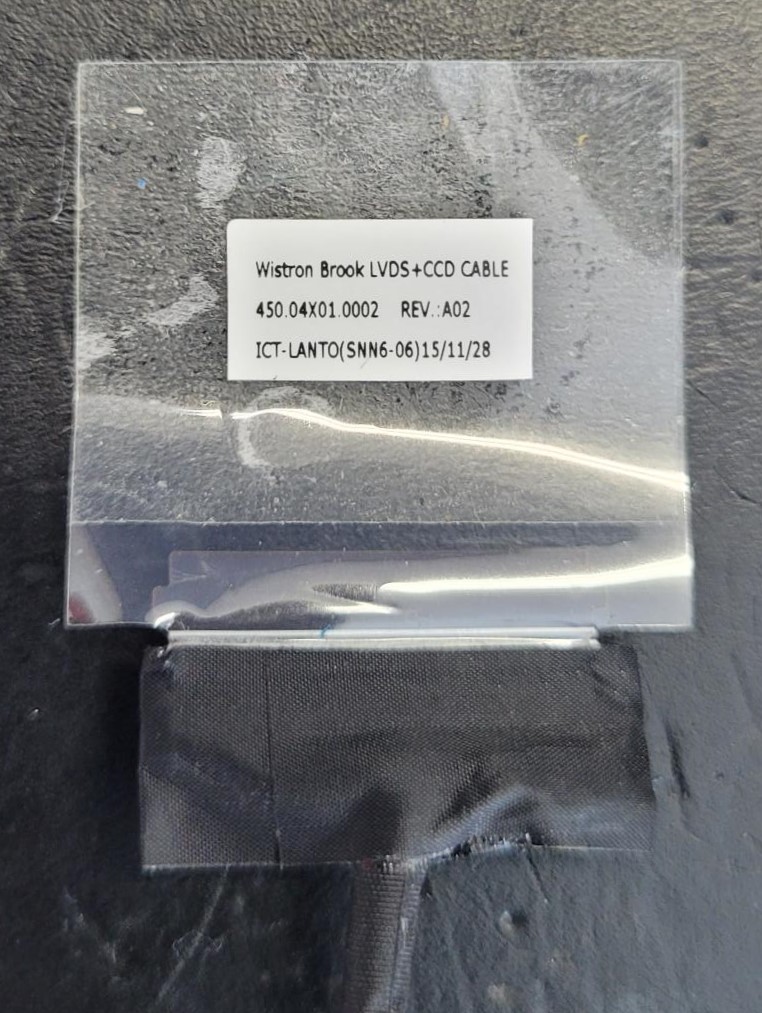 Wistron Brook LVDS+CCD CABLE
450.04X01.0002 REV.:A02
ICT-LANTO(SNN6-06)15/11/28